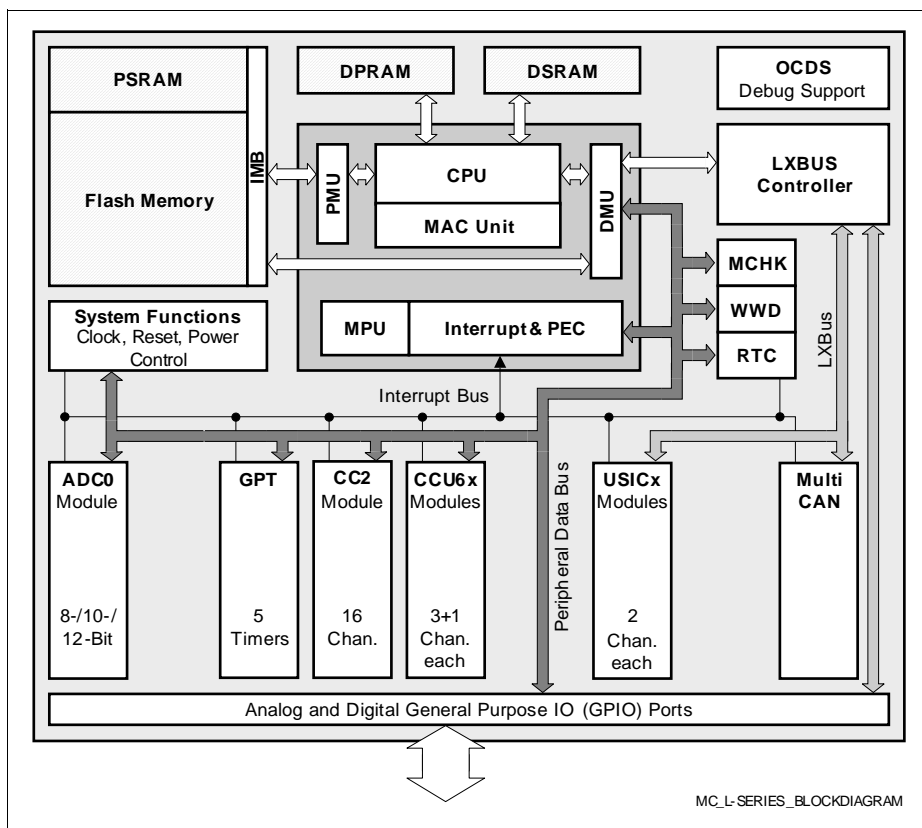 PSRAM
Flash Memory
IMB
DPRAM
DSRAM
OCDS
Debug Support
PMU
CPU
MAC Unit
DMU
LXBUS
Controller
MPU
Interrupt & PEC
MCHK
WWD
RTC
System Functions
Clock, Reset, Power
Control
Interrupt Bus
LXBus
Peripheral Data Bus
ADC0
Module
8-/10-/
12-Bit
GPT
5
Timers
CC2
Module
16
Chan.
CCU6x
Modules
3+1
Chan.
each
USICx
Modules
2
Chan.
each
Multi
CAN
Analog and Digital General Purpose IO (GPIO) Ports
MC_L-SERIES_BLOCKDIAGRAM